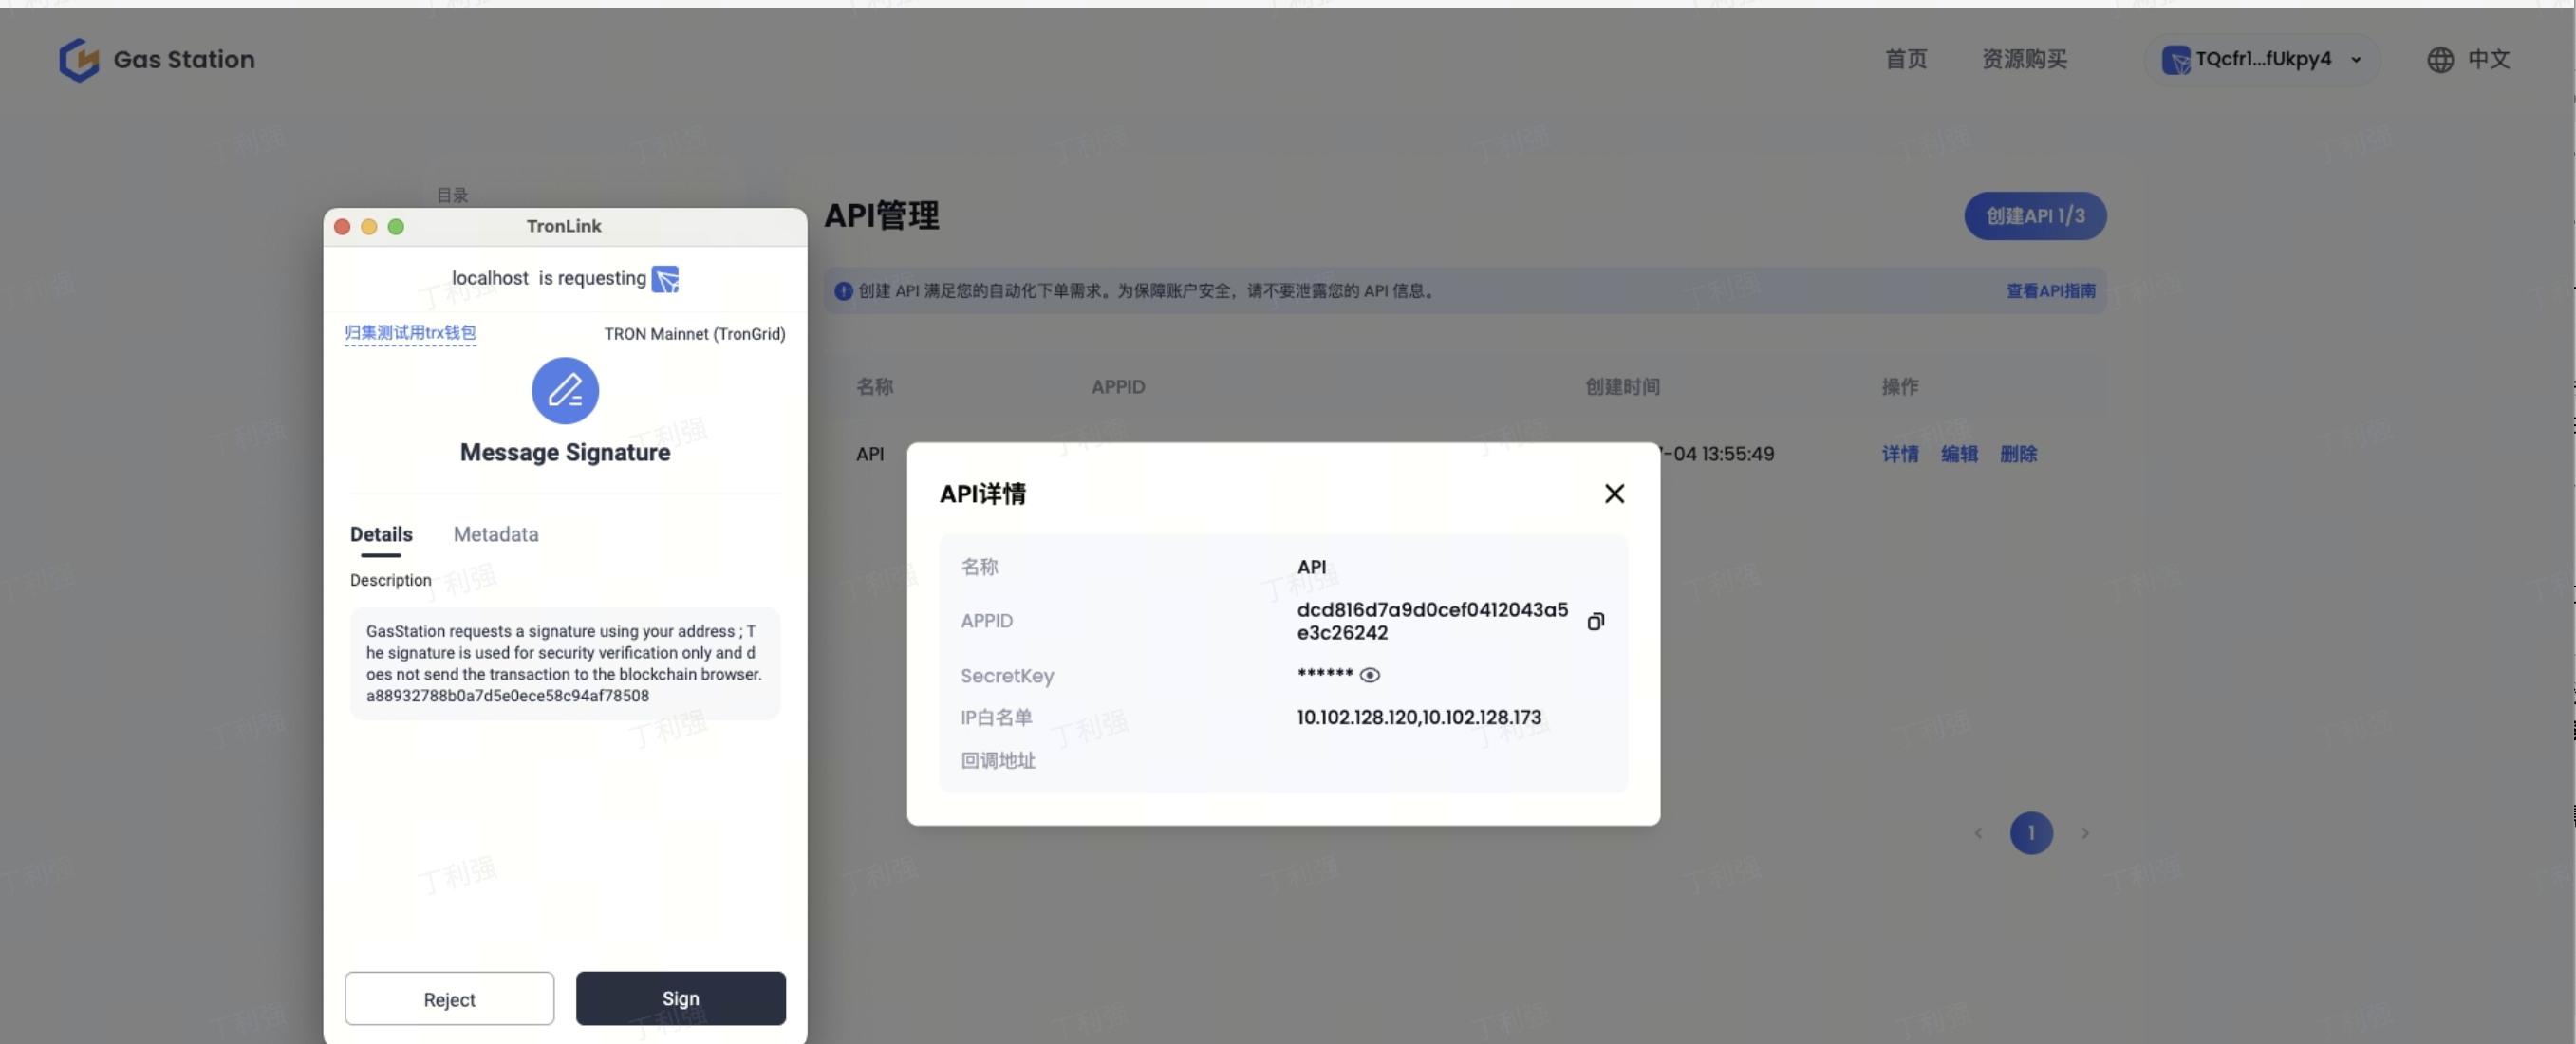 Gas Station
首页
资源购买
TQcfr1...fUkpy4
中文
目录
API管理
创建API 1/3
创建 API 满足您的自动化下单需求。为保障账户安全，请不要泄露您的 API 信息。
查看API指南
名称
APPID
创建时间
操作
API
-04 13:55:49
详情
编辑
删除
TronLink
localhost is requesting
归集测试用trx钱包
TRON Mainnet (TronGrid)
Message Signature
Details
Metadata
Description
GasStation requests a signature using your address ; T
he signature is used for security verification only and d
oes not send the transaction to the blockchain browser.
a88932788b0a7d5e0ece58c94af78508
Reject
Sign
API详情
名称
API
APPID
dcd816d7a9d0cef0412043a5
e3c26242
SecretKey
******
IP白名单
10.102.128.120,10.102.128.173
回调地址
1
丁利强